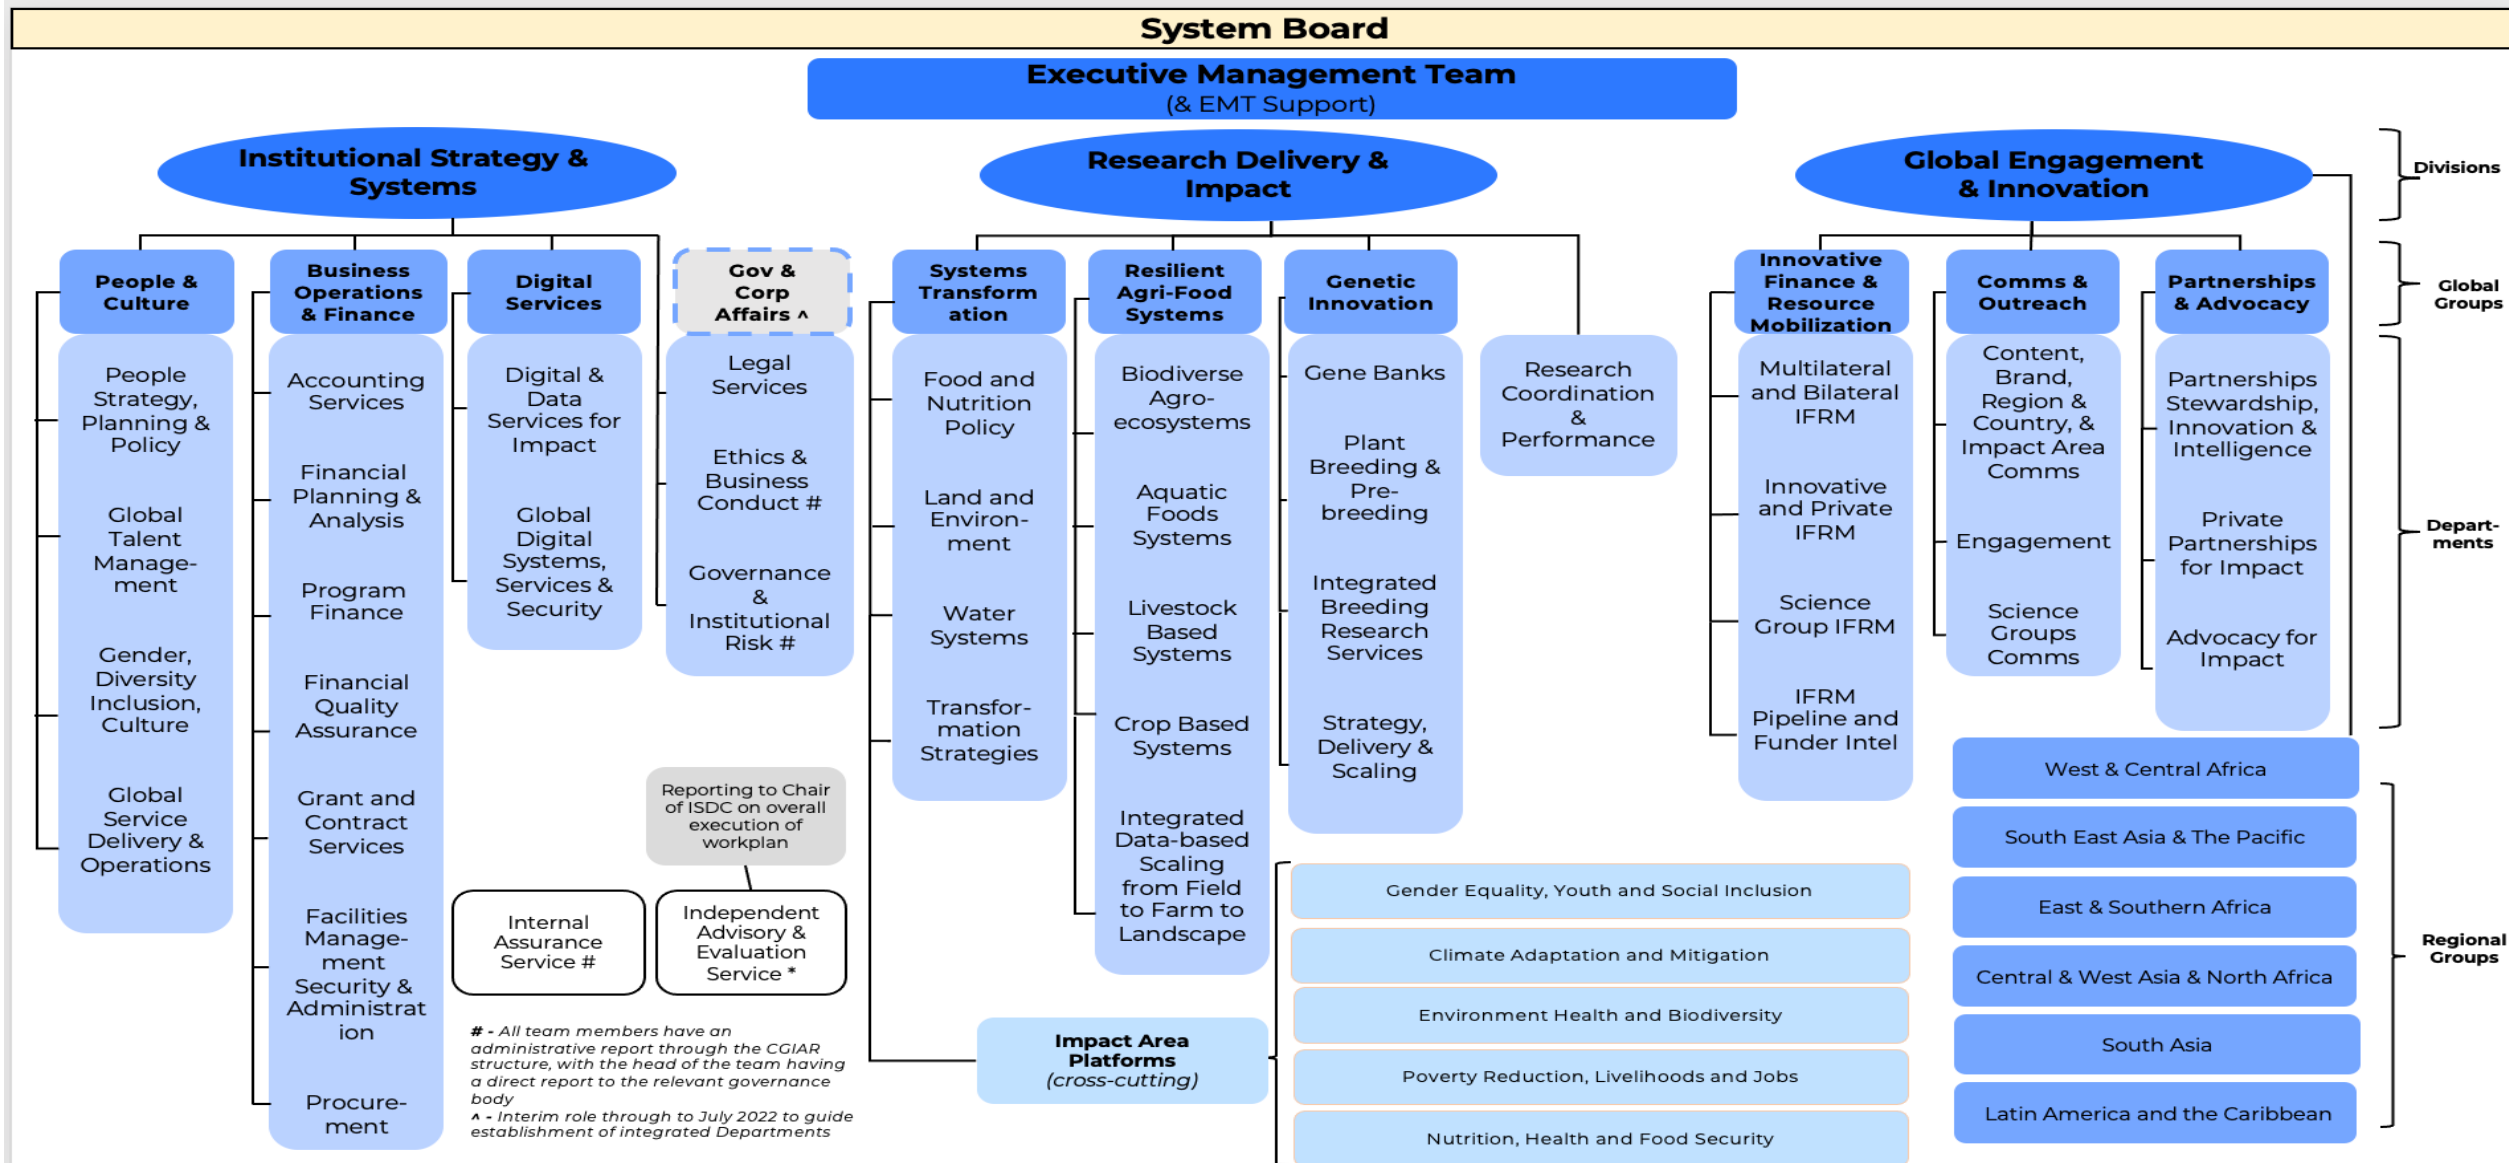 System Board
Executive Management Team
(& EMT Support)
Institutional Strategy &
Systems
Research Delivery &
Impact
Global Engagement
& Innovation
Divisions
People &
Culture
Business
Operations
& Finance
Digital
Services
Gov &
Corp
Affairs ^
Systems
Transform
ation
Resilient
Agri-Food
Systems
Genetic
Innovation
Innovative
Finance &
Resource
Mobilization
Comms &
Outreach
Partnerships
& Advocacy
Global
Groups
People
Strategy,
Planning &
Policy
Global
Talent
Manage-
ment
Gender,
Diversity
Inclusion,
Culture
Global
Service
Delivery &
Operations
Accounting
Services
Financial
Planning &
Analysis
Program
Finance
Financial
Quality
Assurance
Grant and
Contract
Services
Facilities
Manage-
ment
Security &
Administrat
ion
Procure-
ment
Digital &
Data
Services for
Impact
Global
Digital
Systems,
Services &
Security
Legal
Services
Ethics &
Business
Conduct #
Governance
&
Institutional
Risk #
Food and
Nutrition
Policy
Land and
Environ-
ment
Water
Systems
Transfor-
mation
Strategies
Biodiverse
Agro-
ecosystems
Aquatic
Foods
Systems
Livestock
Based
Systems
Crop Based
Systems
Integrated
Data-based
Scaling
from Field
to Farm to
Landscape
Gene Banks
Plant
Breeding &
Pre-
breeding
Integrated
Breeding
Research
Services
Strategy,
Delivery &
Scaling
Research
Coordination
&
Performance
Multilateral
and Bilateral
IFRM
Innovative
and Private
IFRM
Science
Group IFRM
IFRM
Pipeline and
Funder Intel
Content,
Brand,
Region &
Country, &
Impact Area
Comms
Engagement
Science
Groups
Comms
Partnerships
Stewardship,
Innovation &
Intelligence
Private
Partnerships
for Impact
Advocacy for
Impact
Depart-
ments
Reporting to Chair
of ISDC on overall
execution of
workplan
Internal
Assurance
Service #
Independent
Advisory &
Evaluation
Service *
# - All team members have an
administrative report through the CGIAR
structure, with the head of the team having
a direct report to the relevant governance
body
^ - Interim role through to July 2022 to guide
establishment of integrated Departments
Impact Area
Platforms
(cross-cutting)
Gender Equality, Youth and Social Inclusion
Climate Adaptation and Mitigation
Environment Health and Biodiversity
Poverty Reduction, Livelihoods and Jobs
Nutrition, Health and Food Security
West & Central Africa
South East Asia & The Pacific
East & Southern Africa
Central & West Asia & North Africa
South Asia
Latin America and the Caribbean
Regional
Groups